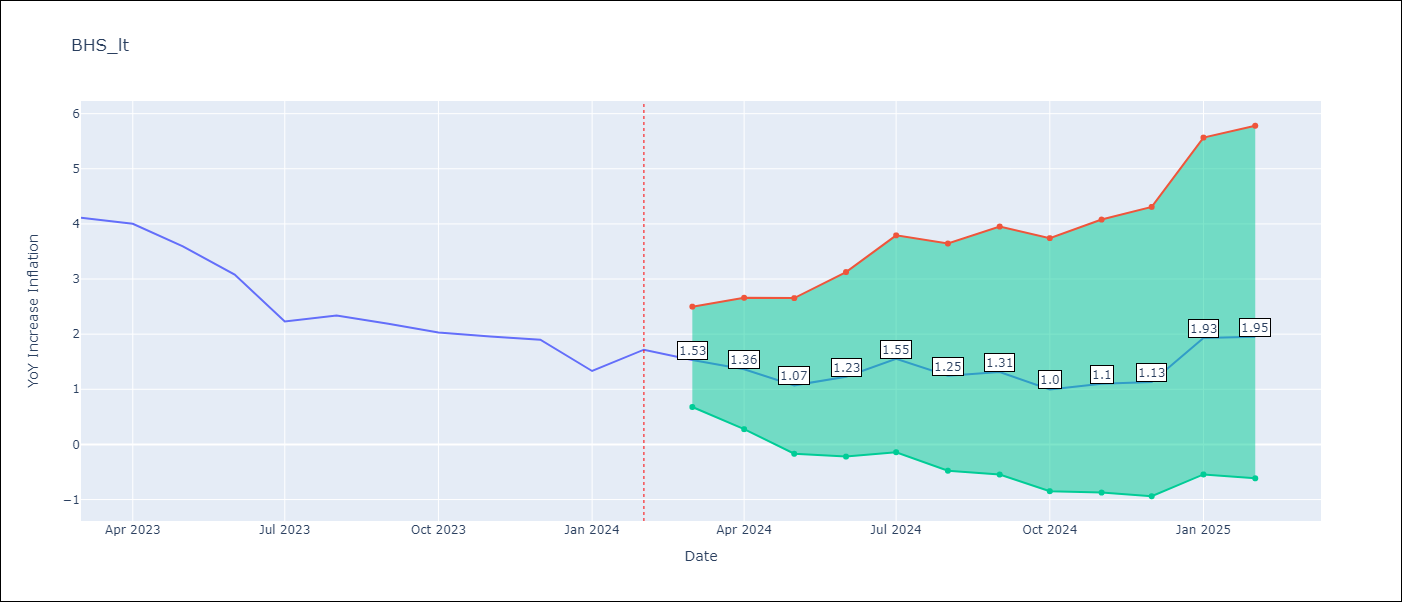 BHS_lt
YoY Increase Inflation
6
5
4
3
2
1
0
−1
1.53
1.36
1.07
1.23
1.55
1.25
1.31
1.0
1.1
1.13
1.93
1.95
Apr 2023
Jul 2023
Oct 2023
Jan 2024
Apr 2024
Jul 2024
Oct 2024
Jan 2025
Date